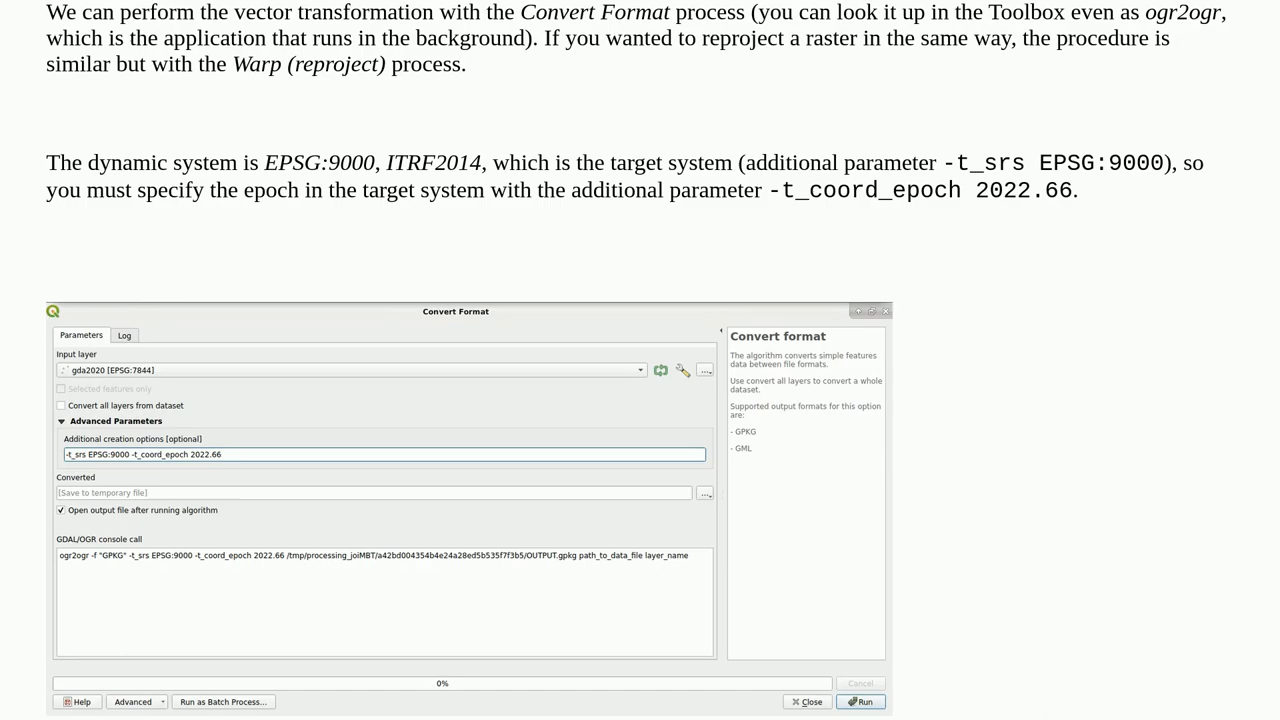 We can perform the vector transformation with the Convert Format process (you can look it up in the Toolbox even as ogr2ogr,
which is the application that runs in the background). If you wanted to reproject a raster in the same way, the procedure is
similar but with the Warp (reproject) process.
The dynamic system is EPSG:9000, ITRF2014, which is the target system (additional parameter -t_srs EPSG:9000), so
you must specify the epoch in the target system with the additional parameter -t_coord_epoch 2022.66.
Convert Format
Parameters Log
Input layer
gda2020 [EPSG:7844]
...
Selected features only
Convert all layers from dataset
Advanced Parameters
Additional creation options [optional]
-t_srs EPSG:9000 -t_coord_epoch 2022.66
Converted
[Save to temporary file]
...
Open output file after running algorithm
GDAL/OGR console call
ogr2ogr -f "GPKG" -t_srs EPSG:9000 -t_coord_epoch 2022.66 /tmp/processing_joiMBT/a42bd004354b4e24a28ed5b535f7f3b5/OUTPUT.gpkg path_to_data_file layer_name
Convert format
The algorithm converts simple features
data between file formats.
Use convert all layers to convert a whole
dataset.
Supported output formats for this option
are:
- GPKG
- GML
0%
Cancel
Help Advanced Run as Batch Process... Close Run